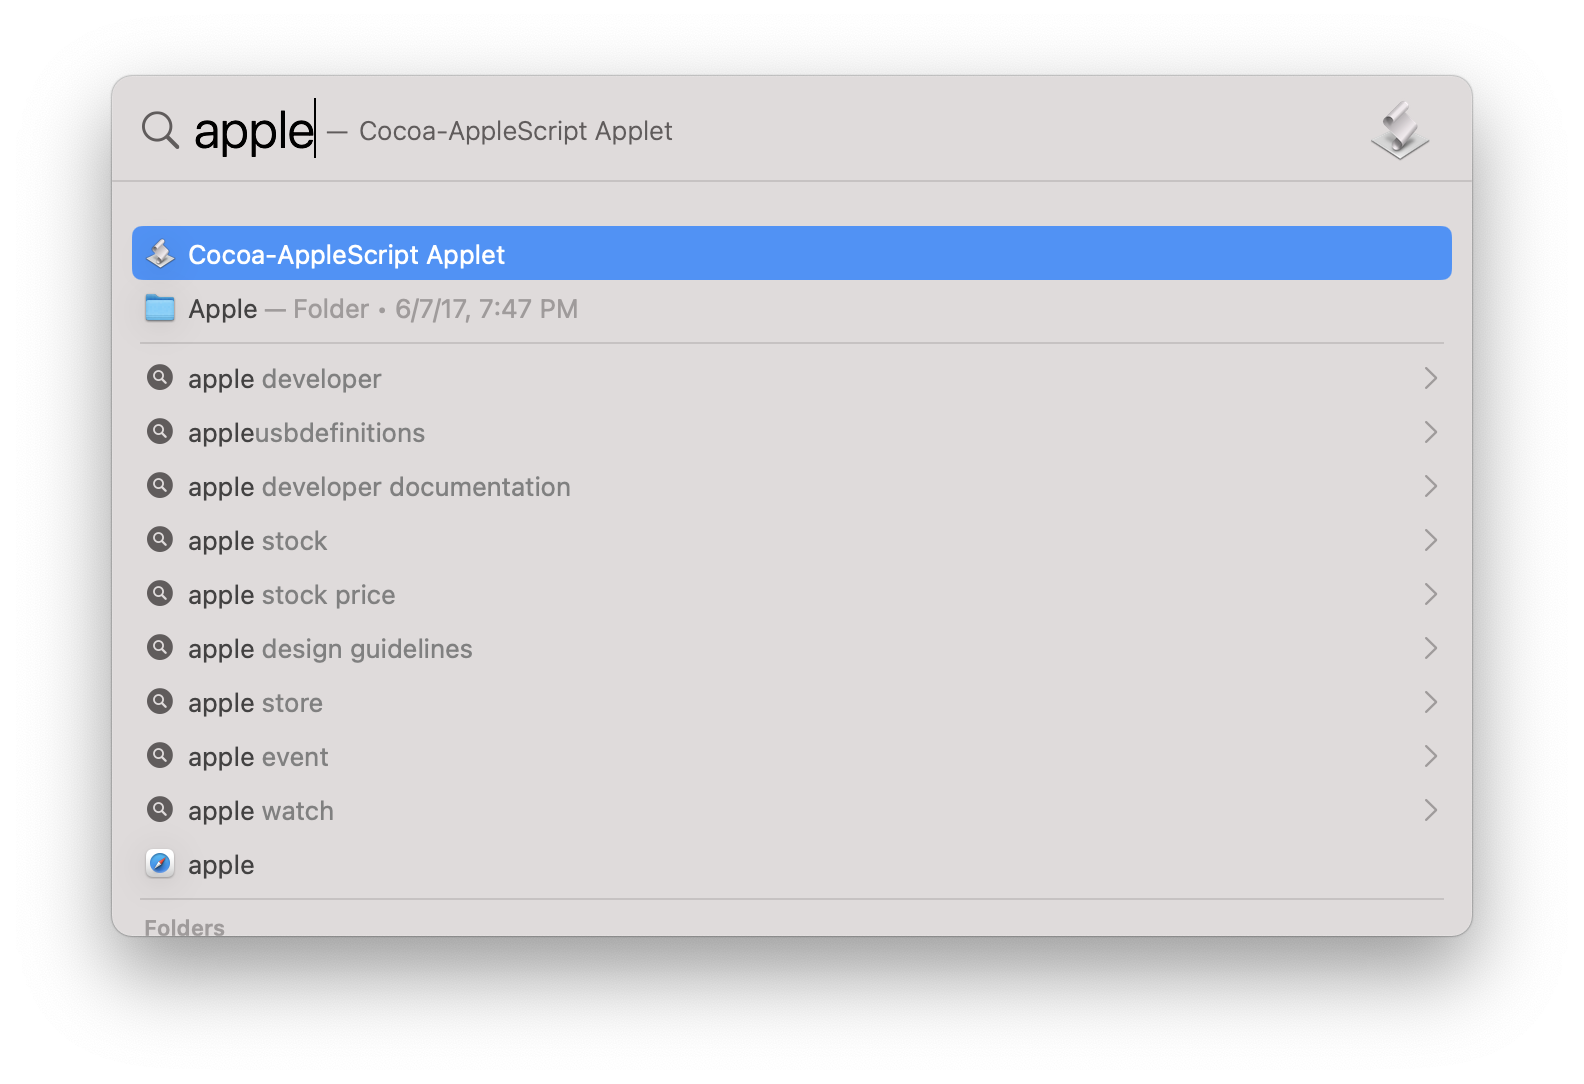 apple — Cocoa-AppleScript Applet
Cocoa-AppleScript Applet
Apple — Folder • 6/7/17, 7:47 PM
apple developer
appleusbdefinitions
apple developer documentation
apple stock
apple stock price
apple design guidelines
apple store
apple event
apple watch
apple
Folders